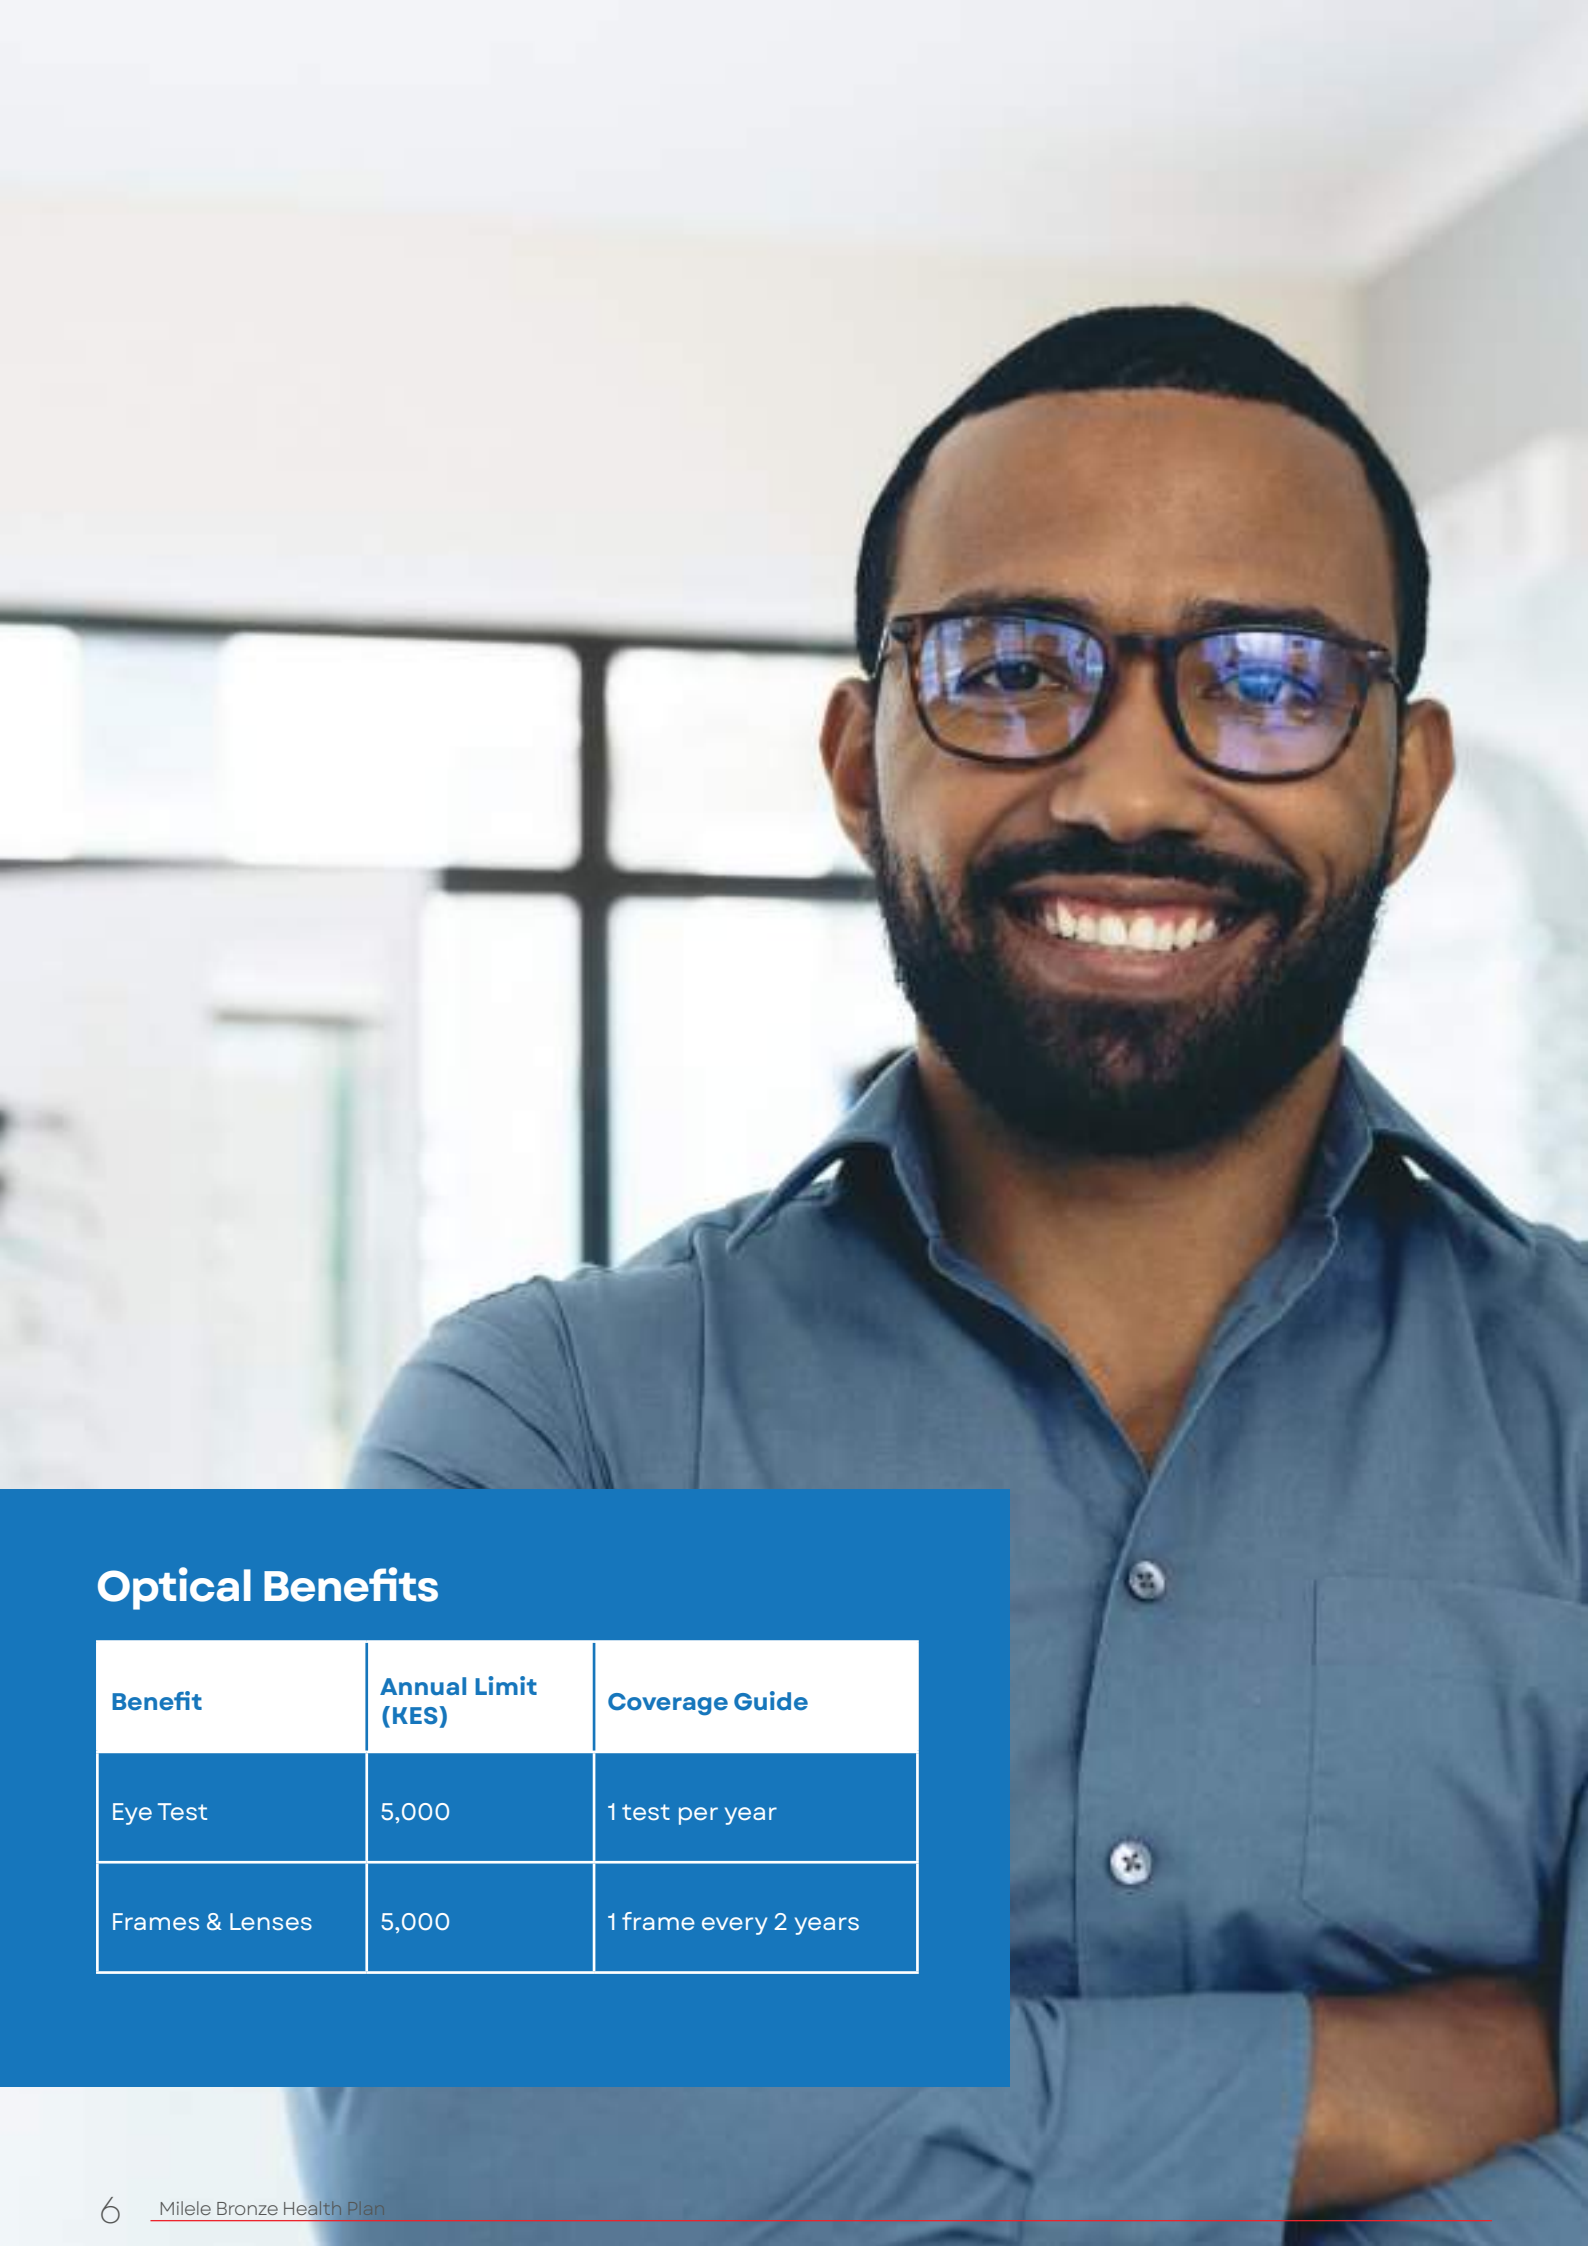 Optical Benefits
Benefit
Annual Limit
(KES)
Coverage Guide
Eye Test
5,000
1 test per year
Frames & Lenses
5,000
1 frame every 2 years
6
Milele Bronze Health Plan